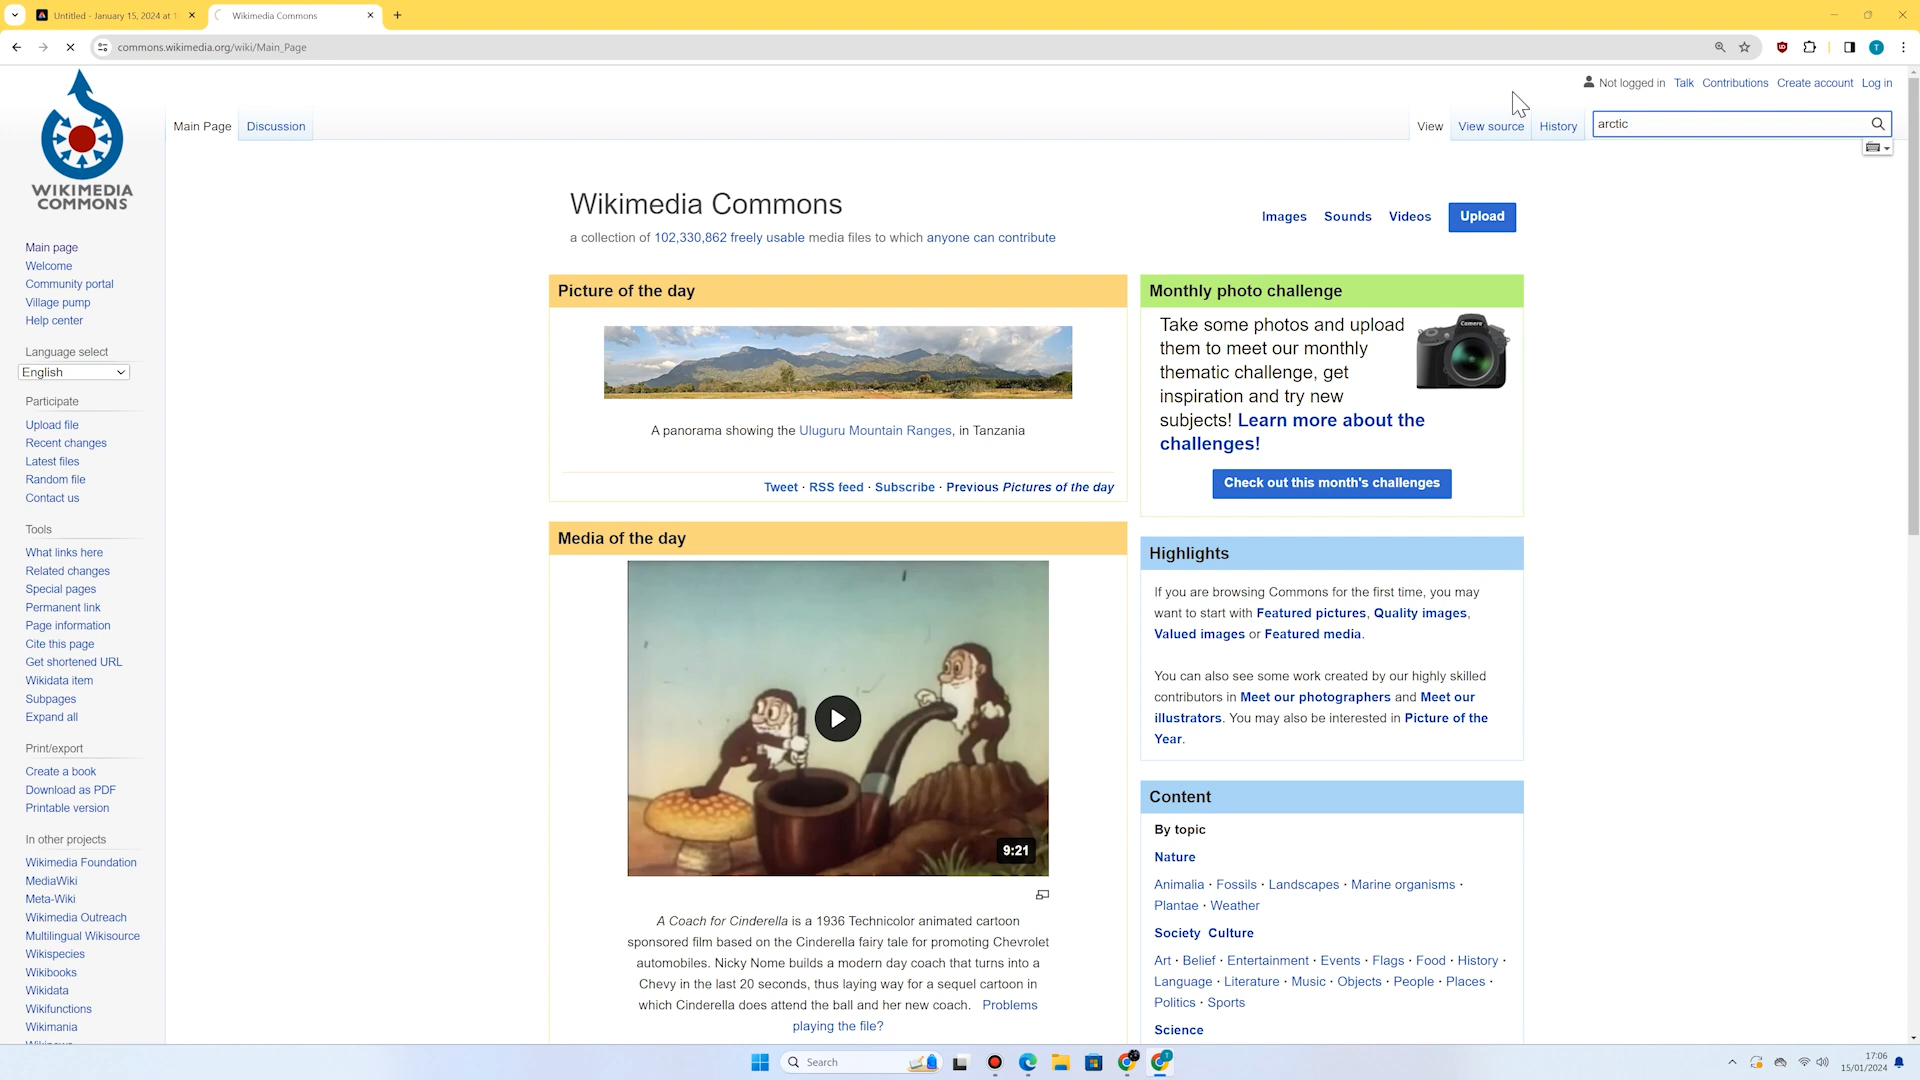 Untitled - January 15, 2024 at 1
Wikimedia Commons
commons.wikimedia.org/wiki/Main_Page
T
Not logged in Talk Contributions Create account Log in
Main Page Discussion View View source History arctic
WIKIMEDIA
COMMONS
Main page
Welcome
Community portal
Village pump
Help center
Language select
English
Participate
Upload file
Recent changes
Latest files
Random file
Contact us
Tools
What links here
Related changes
Special pages
Permanent link
Page information
Cite this page
Get shortened URL
Wikidata item
Subpages
Expand all
Print/export
Create a book
Download as PDF
Printable version
In other projects
Wikimedia Foundation
MediaWiki
Meta-Wiki
Wikimedia Outreach
Multilingual Wikisource
Wikispecies
Wikibooks
Wikidata
Wikifunctions
Wikimania
Wikimedia Commons
a collection of 102,330,862 freely usable media files to which anyone can contribute
Images Sounds Videos Upload
Picture of the day
A panorama showing the Uluguru Mountain Ranges, in Tanzania
Tweet · RSS feed · Subscribe · Previous Pictures of the day
Media of the day
9:21
A Coach for Cinderella is a 1936 Technicolor animated cartoon
sponsored film based on the Cinderella fairy tale for promoting Chevrolet
automobiles. Nicky Nome builds a modern day coach that turns into a
Chevy in the last 20 seconds, thus laying way for a sequel cartoon in
which Cinderella does attend the ball and her new coach. Problems
playing the file?
Monthly photo challenge
Take some photos and upload
them to meet our monthly
thematic challenge, get
inspiration and try new
subjects! Learn more about the
challenges!
Camera
Check out this month's challenges
Highlights
If you are browsing Commons for the first time, you may
want to start with Featured pictures, Quality images,
Valued images or Featured media.
You can also see some work created by our highly skilled
contributors in Meet our photographers and Meet our
illustrators. You may also be interested in Picture of the
Year.
Content
By topic
Nature
Animalia · Fossils · Landscapes · Marine organisms ·
Plantae · Weather
Society Culture
Art · Belief · Entertainment · Events · Flags · Food · History ·
Language · Literature · Music · Objects · People · Places ·
Politics · Sports
Science
Search
T
17:06
15/01/2024